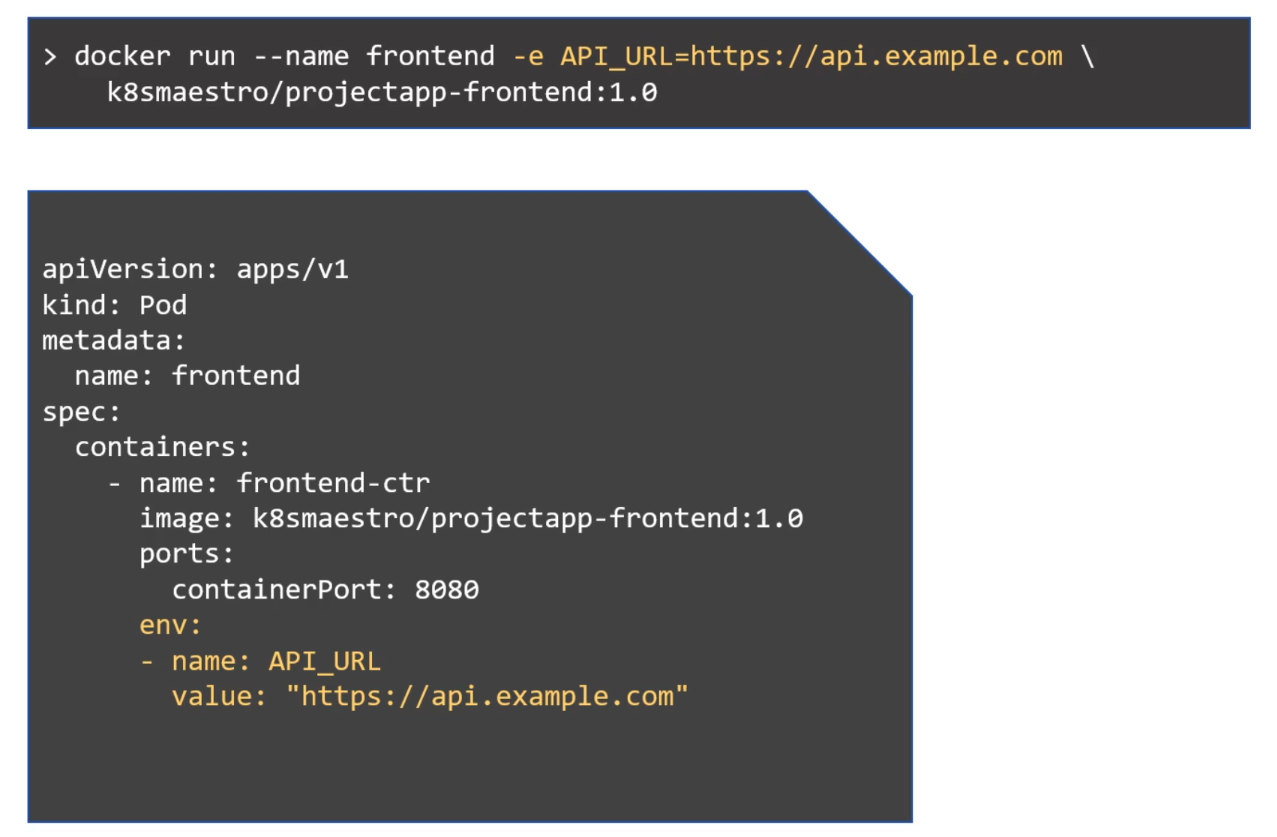 > docker run --name frontend -e API_URL=https://api.example.com \
k8smaestro/projectapp-frontend:1.0
apiVersion: apps/v1
kind: Pod
metadata:
  name: frontend
spec:
  containers:
    - name: frontend-ctr
      image: k8smaestro/projectapp-frontend:1.0
      ports:
        containerPort: 8080
      env:
      - name: API_URL
        value: "https://api.example.com"